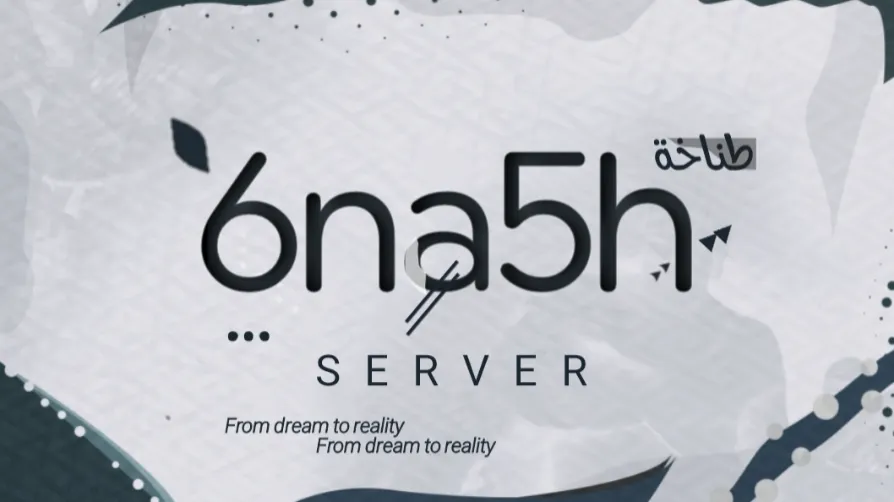 طناخة
6na5h
SERVER
From dream to reality
From dream to reality